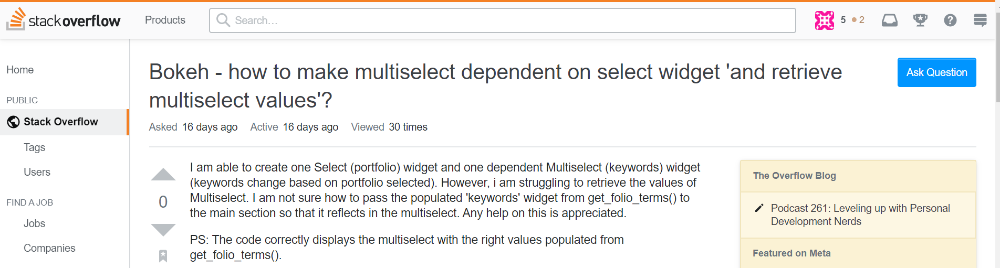 stack overflow
Products
Search...
5 2
Home
PUBLIC
Stack Overflow
Tags
Users
FIND A JOB
Jobs
Companies
Bokeh - how to make multiselect dependent on select widget 'and retrieve
multiselect values'?
Ask Question
Asked 16 days ago Active 16 days ago Viewed 30 times
0
I am able to create one Select (portfolio) widget and one dependent Multiselect (keywords) widget
(keywords change based on portfolio selected). However, i am struggling to retrieve the values of
Multiselect. I am not sure how to pass the populated 'keywords' widget from get_folio_terms() to
the main section so that it reflects in the multiselect. Any help on this is appreciated.
PS: The code correctly displays the multiselect with the right values populated from
get_folio_terms().
The Overflow Blog
Podcast 261: Leveling up with Personal
Development Nerds
Featured on Meta